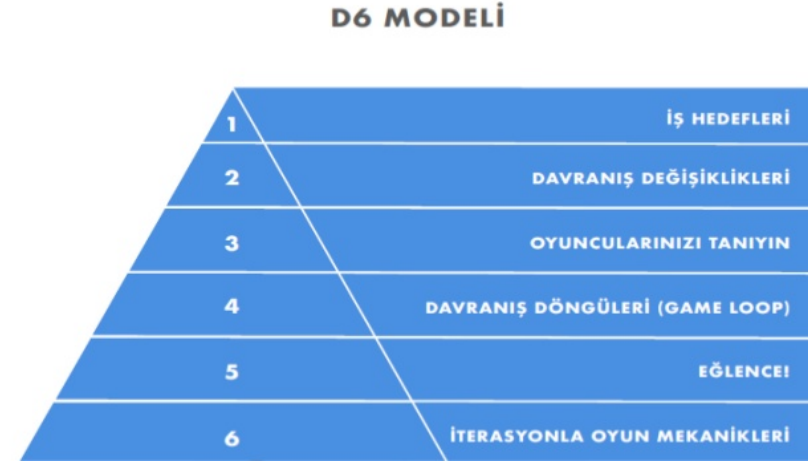 D6 MODELİ
1 İŞ HEDEFLERİ
2 DAVRANIŞ DEĞİŞİKLİKLERİ
3 OYUNCULARINIZI TANIYIN
4 DAVRANIŞ DÖNGÜLERİ (GAME LOOP)
5 EĞLENCE!
6 İTERASYONLA OYUN MEKANİKLERİ